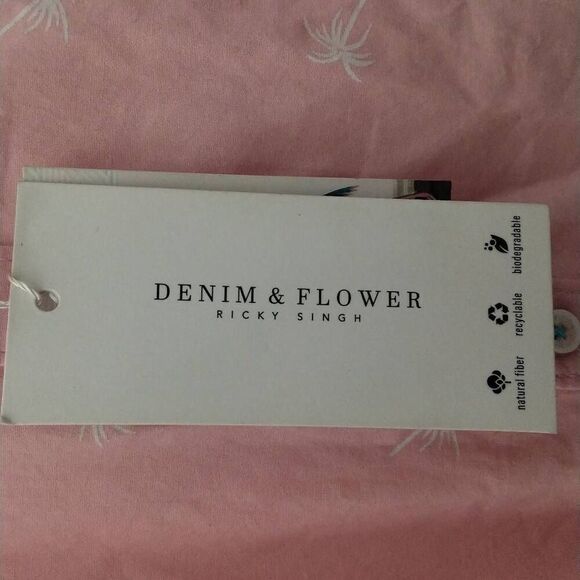 DENIM & FLOWER
RICKY SINGH
biodegradable
recyclable
natural fiber